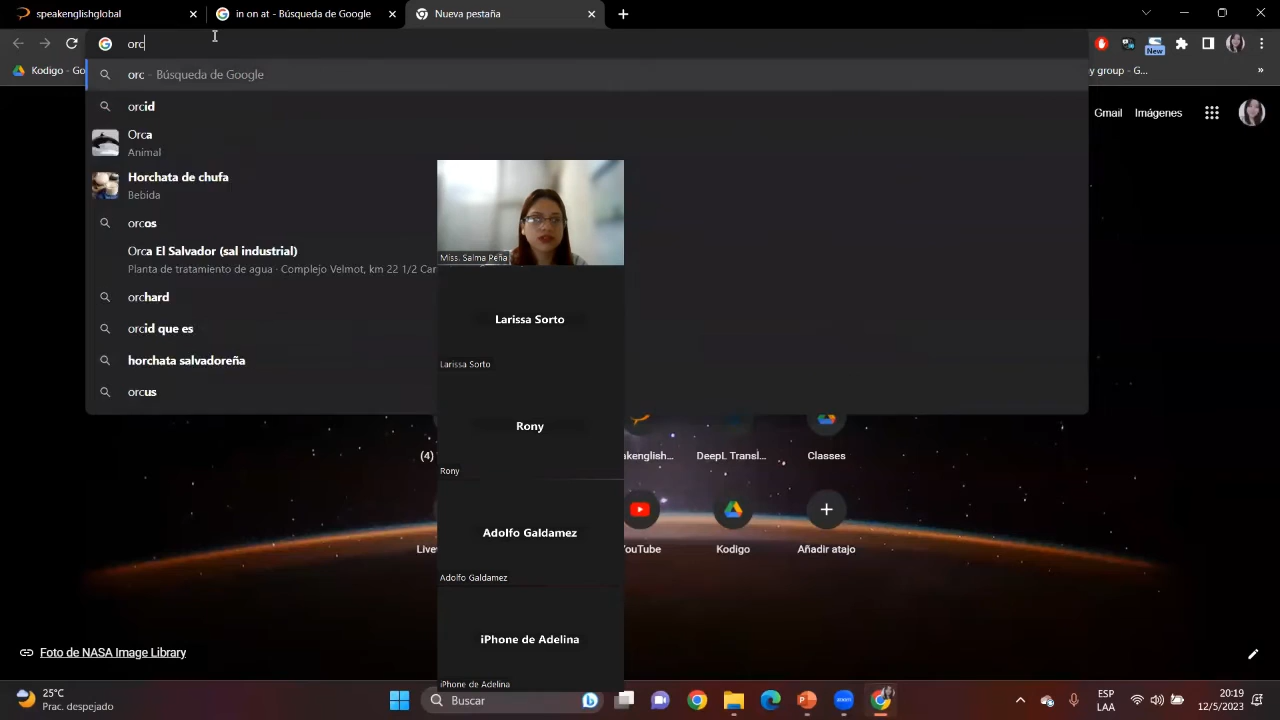 speakenglishglobal
in on at - Búsqueda de Google
Nueva pestaña
orc
New
Kodigo - Go
y group - G...
»
orc - Búsqueda de Google
orcid
Orca
Animal
Horchata de chufa
Bebida
orcos
Orca El Salvador (sal industrial)
Planta de tratamiento de agua · Complejo Velmot, km 22 1/2 Car
orchard
orcid que es
horchata salvadoreña
orcus
Gmail
Imágenes
Miss. Salma Peña
Larissa Sorto
Larissa Sorto
Rony
Rony
Adolfo Galdamez
Adolfo Galdamez
iPhone de Adelina
iPhone de Adelina
(4)
akenglish...
DeepL Transl...
Classes
Livet
ouTube
Kodigo
Añadir atajo
Foto de NASA Image Library
25°C
Prac. despejado
Buscar
zoom
ESP
LAA
20:19
12/5/2023